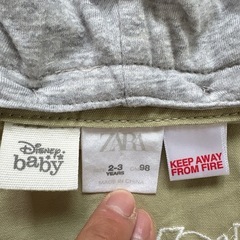 Disney
baby
ZARA
2-3
YEARS
98
KEEP AWAY
FROM FIRE